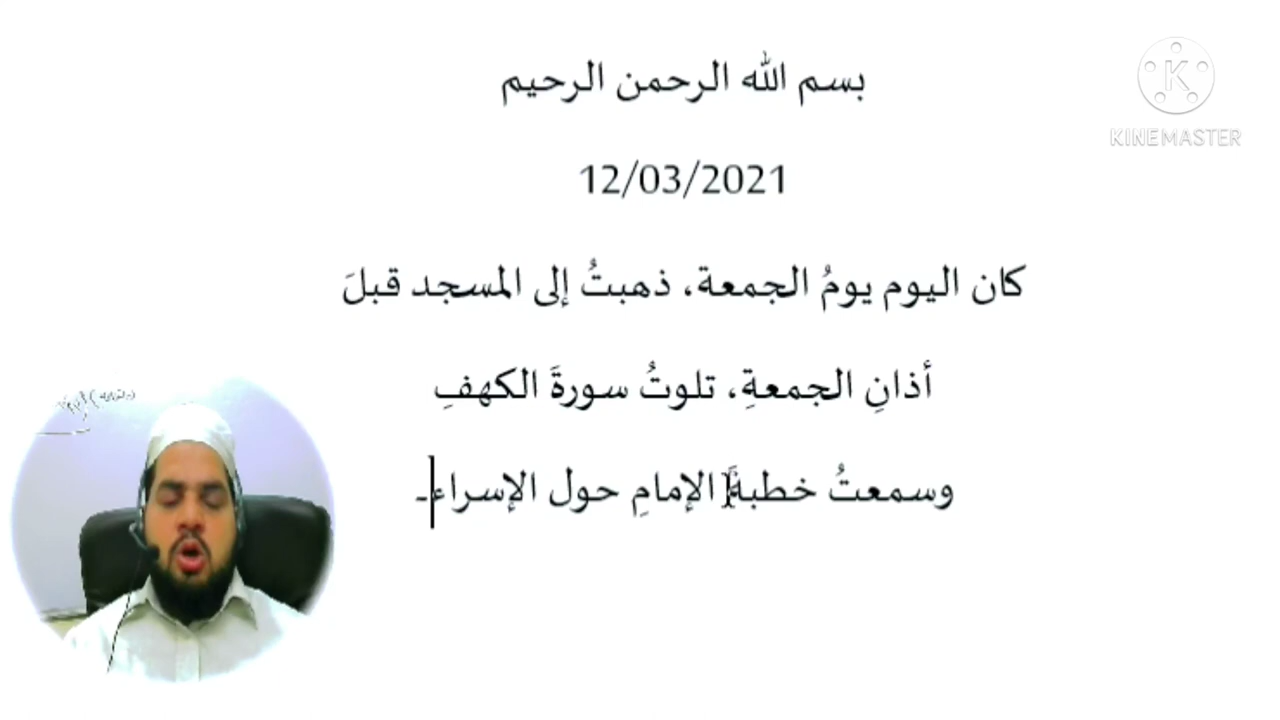 بسم الله الرحمن الرحيم
12/03/2021
كان اليوم يومُ الجمعة، ذهبتُ إلى المسجد قبلَ
أذانِ الجمعةِ، تلوتُ سورةَ الكهفِ
وسمعتُ خطبةَ الإمامِ حول الإسراء۔
KINEMASTER